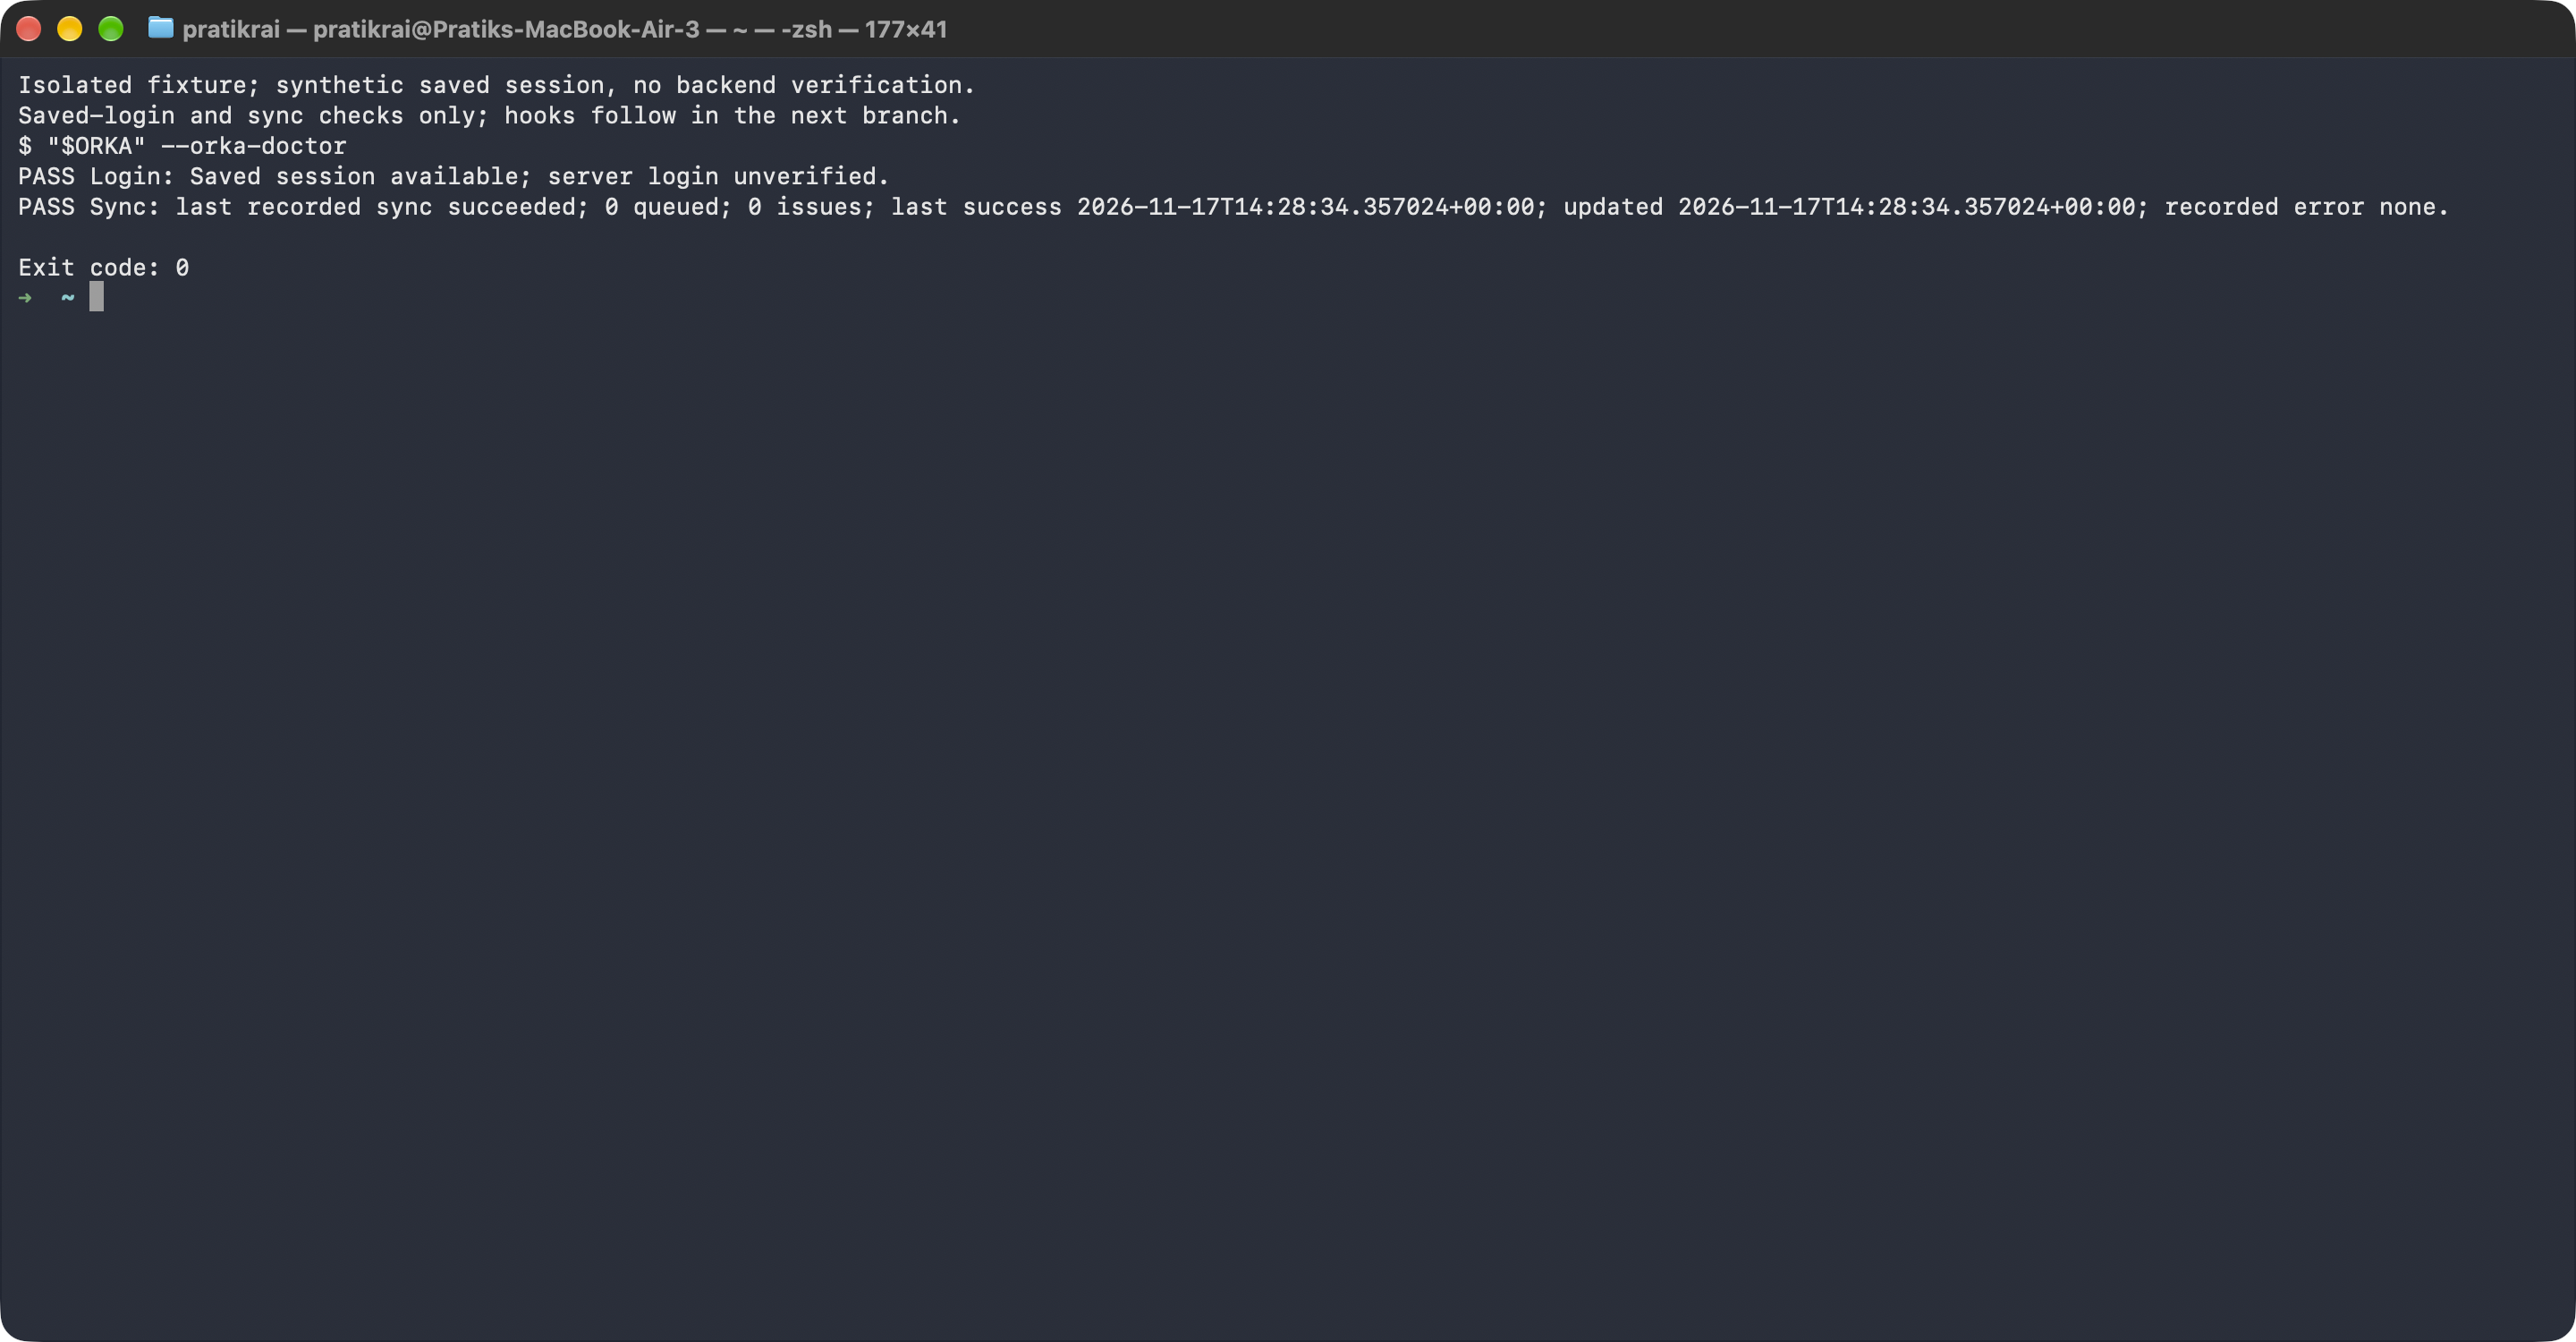 pratikrai — pratikrai@Pratiks-MacBook-Air-3 — ~ — -zsh — 177×41
Isolated fixture; synthetic saved session, no backend verification.
Saved-login and sync checks only; hooks follow in the next branch.
$ "$ORKA" --orka-doctor
PASS Login: Saved session available; server login unverified.
PASS Sync: last recorded sync succeeded; 0 queued; 0 issues; last success 2026-11-17T14:28:34.357024+00:00; updated 2026-11-17T14:28:34.357024+00:00; recorded error none.
Exit code: 0
➜  ~